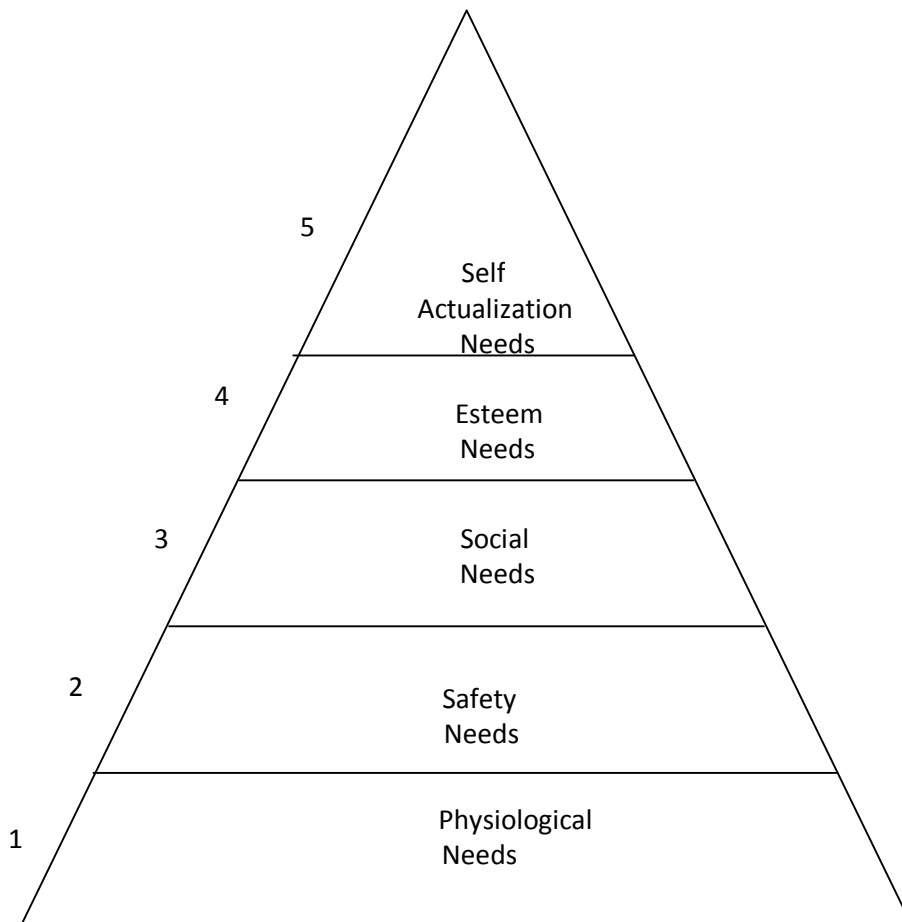 5
Self
Actualization
Needs
4
Esteem
Needs
3
Social
Needs
2
Safety
Needs
1
Physiological
Needs